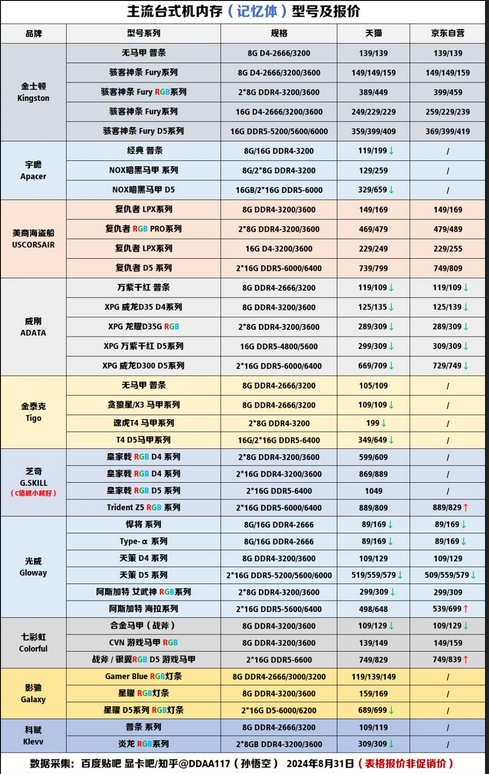 主流台式机内存（记忆体）型号及报价
品牌 型号系列 规格 天猫 京东自营
金士顿 Kingston
无马甲 普条 8G D4-2666/3200 139/139 139/139
骇客神条 Fury系列 8G D4-2666/3200/3600 149/149/159 149/149/159
骇客神条 Fury RGB系列 2*8G DDR4-3200/3600 389/449 399/459
骇客神条 Fury系列 16G D4-2666/3200/3600 249/229/229 259/229/239
骇客神条 Fury D5系列 16G DDR5-5200/5600/6000 359/399/409 369/399/419
宇瞻 Apacer
经典 普条 8G/16G DDR4-3200 119/199↓ /
NOX暗黑马甲 系列 8G/2*8G DDR4-3200 129/259 /
NOX暗黑马甲 D5 16GB/2*16G DDR5-6000 329/659↓ /
美商海盗船 USCORSAIR
复仇者 LPX系列 8G DDR4-3200/3600 149/169 149/169
复仇者 RGB PRO系列 2*8G DDR4-3200/3600 469/479 479/489
复仇者 LPX系列 16G D4-3200/3600 229/249 229/255
复仇者 D5 系列 2*16G DDR5-6000/6400 739/799 749/809
威刚 ADATA
万紫千红 普条 8G DDR4-2666/3200 119/109↓ 119/109↓
XPG 威龙D35 D4系列 8G DDR4-3200/3600 125/135↓ 125/139↓
XPG 龙耀D35G RGB 2*8G DDR4-3200/3600 289/309↓ 289/309↓
XPG 万紫千红 D5系列 16G DDR5-4800/5600 299/309↓ 309/309↓
XPG 威龙D300 D5系列 2*16G DDR5-6000/6400 669/709↓ 729/749↓
金泰克 Tigo
无马甲 普条 8G DDR4-2666/3200 105/109 /
贪狼星/X3 马甲系列 8G DDR4-2666/3200 109/109↓ /
速虎T4 马甲系列 2*8G DDR4-3200 199↓ /
T4 D5马甲系列 16G/2*16G DDR5-6400 349/649↓ /
芝奇 G.SKILL （C值越小越好）
皇家戟 RGB D4 系列 2*8G DDR4-3200/3600 599/609 /
皇家戟 RGB D4 系列 2*16G DDR4-3200/3600 869/889 /
皇家戟 RGB D5 系列 2*16G DDR5-6400 1049 /
Trident Z5 RGB 系列 2*16G DDR5-6000/6400 889/809 889/829↑
光威 Gloway
悍将 系列 8G/16G DDR4-2666 89/169↓ 89/169↓
Type-α 系列 8G/16G DDR4-2666 89/169↓ 89/169↓
天策 D4 系列 8G DDR4-3200/3600 109/129 109/129
天策 D5 系列 2*16G DDR5-5200/5600/6000 519/559/579↓ 509/559/579↓
阿斯加特 女武神 RGB系列 2*8G DDR4-3200/3600 299/309↓ 299/309
阿斯加特 海拉系列 2*16G DDR5-5600/6400 498/648 539/699↑
七彩虹 Colorful
合金马甲（战斧） 8G DDR4-3200/3600 109/129↓ 109/129↓
CVN 游戏马甲 RGB 8G DDR4-3200/3600 139/149 149/159
战斧 / 银翼RGB D5 游戏马甲 2*16G DDR5-6600 749/829 749/839↑
影驰 Galaxy
Gamer Blue RGB灯条 8G DDR4-2666/3000/3200 119/139/149 /
星曜 RGB灯条 8G DDR4-3200/3600 159/169 /
星曜 D5系列 RGB灯条 2*16G D5-6000/6200 689/699↓ /
科赋 Klevv
普条 系列 8G DDR4-2666/3200 109/119 /
炎龙 RGB系列 2*8GB DDR4-3200/3600 309/309↓ /
数据采集：百度贴吧 显卡吧/知乎@DDAA117（孙悟空） 2024年8月31日（表格报价非促销价）